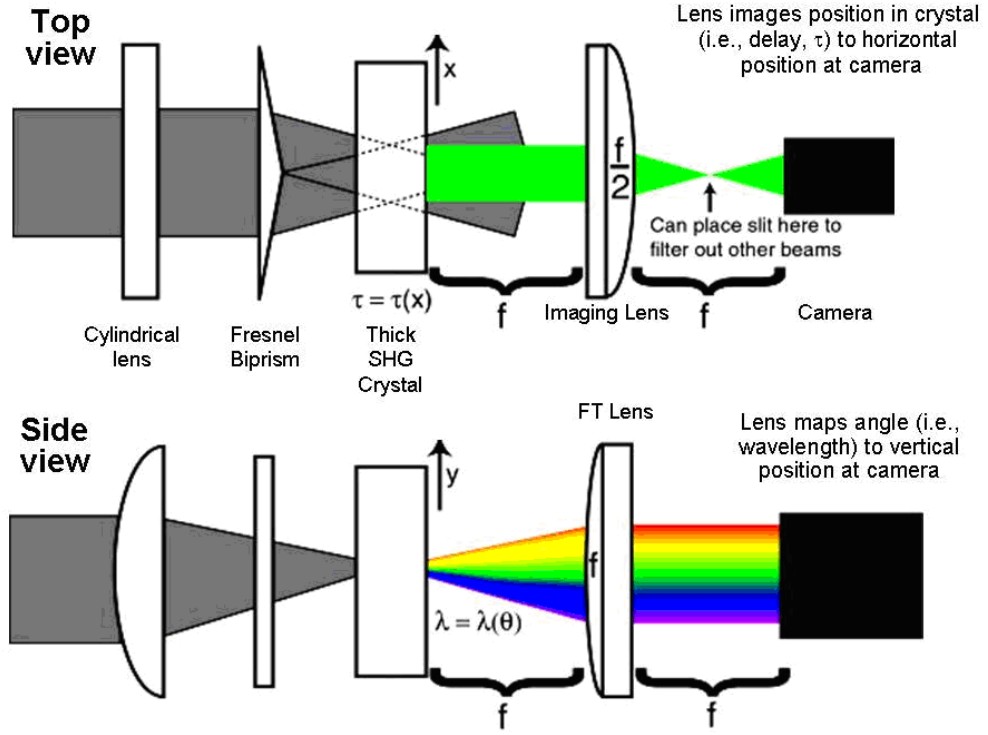 Top
view
Lens images position in crystal
(i.e., delay, τ) to horizontal
position at camera
x
f
2
Can place slit here to
filter out other beams
τ = τ(x)
f
Imaging Lens
f
Camera
Cylindrical
lens
Fresnel
Biprism
Thick
SHG
Crystal
FT Lens
Side
view
Lens maps angle (i.e.,
wavelength) to vertical
position at camera
y
f
λ = λ(θ)
f
f